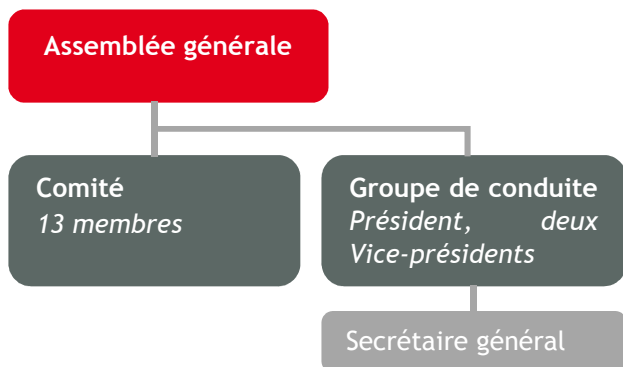 Assemblée générale
Comité
13 membres
Groupe de conduite
Président, deux
Vice-présidents
Secrétaire général